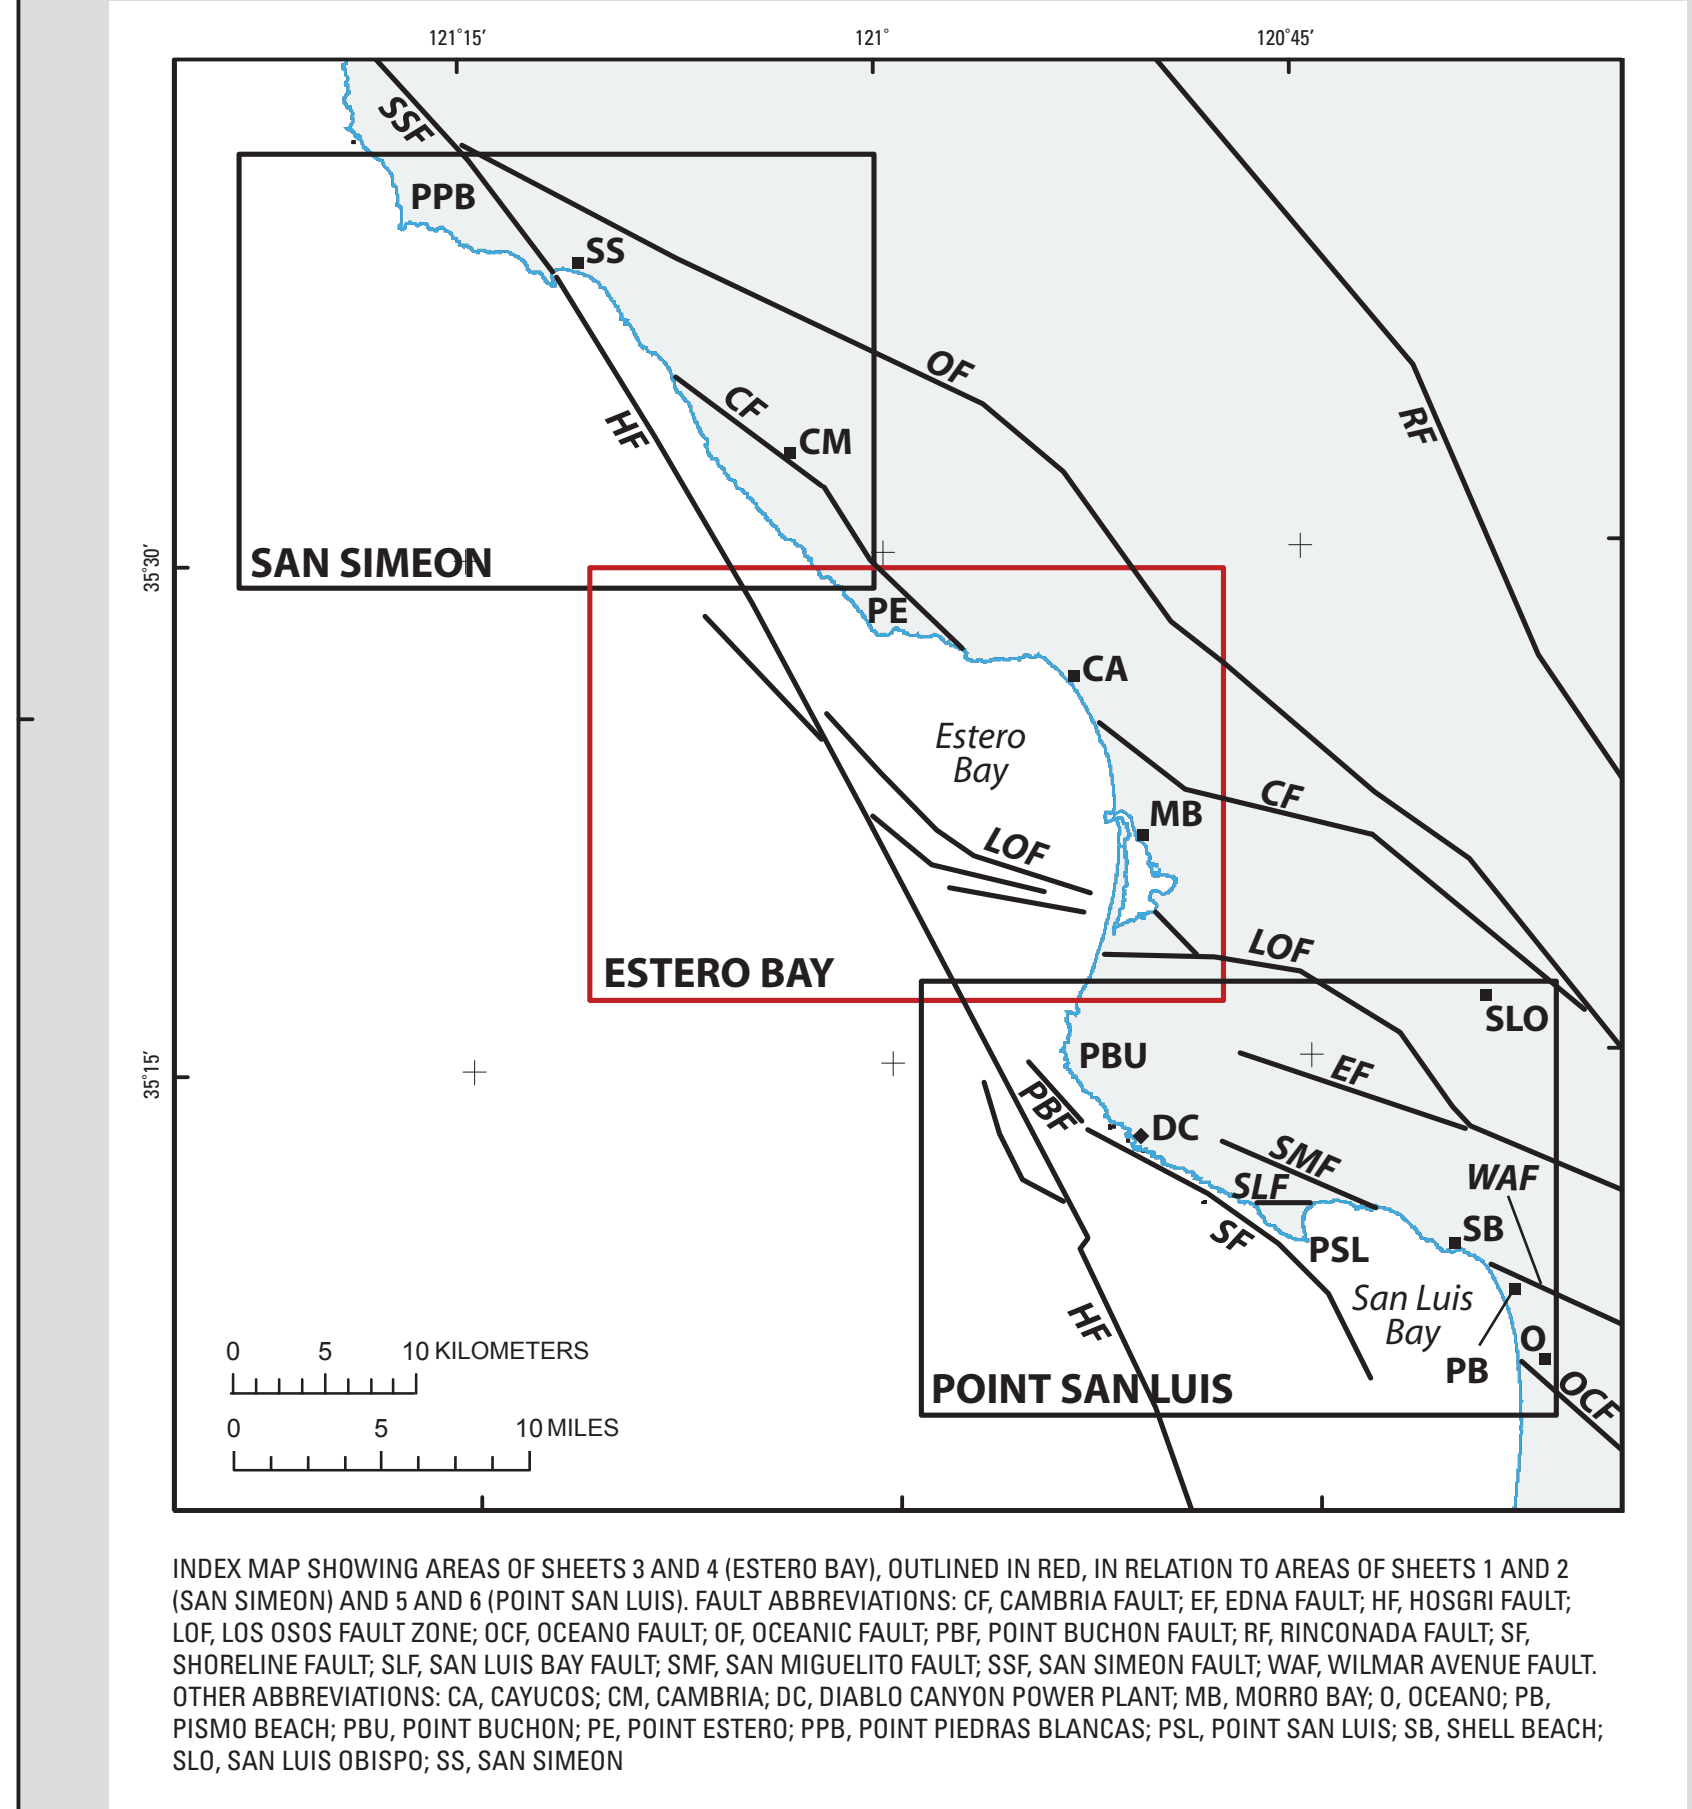 121°15′
121°
120°45′
SSF
PPB
SS
OF
CF
HF
CM
RF
SAN SIMEON
35°30′
PE
CA
Estero
Bay
CF
MB
LOF
LOF
ESTERO BAY
SLO
35°15′
PBU
EF
PBF
DC
SMF
WAF
SLF
SF
SB
PSL
San Luis
Bay
HF
O
PB
OCF
POINT SAN LUIS
0 5 10 KILOMETERS
0 5 10 MILES
INDEX MAP SHOWING AREAS OF SHEETS 3 AND 4 (ESTERO BAY), OUTLINED IN RED, IN RELATION TO AREAS OF SHEETS 1 AND 2
(SAN SIMEON) AND 5 AND 6 (POINT SAN LUIS). FAULT ABBREVIATIONS: CF, CAMBRIA FAULT; EF, EDNA FAULT; HF, HOSGRI FAULT;
LOF, LOS OSOS FAULT ZONE; OCF, OCEANO FAULT; OF, OCEANIC FAULT; PBF, POINT BUCHON FAULT; RF, RINCONADA FAULT; SF,
SHORELINE FAULT; SLF, SAN LUIS BAY FAULT; SMF, SAN MIGUELITO FAULT; SSF, SAN SIMEON FAULT; WAF, WILMAR AVENUE FAULT.
OTHER ABBREVIATIONS: CA, CAYUCOS; CM, CAMBRIA; DC, DIABLO CANYON POWER PLANT; MB, MORRO BAY; O, OCEANO; PB,
PISMO BEACH; PBU, POINT BUCHON; PE, POINT ESTERO; PPB, POINT PIEDRAS BLANCAS; PSL, POINT SAN LUIS; SB, SHELL BEACH;
SLO, SAN LUIS OBISPO; SS, SAN SIMEON